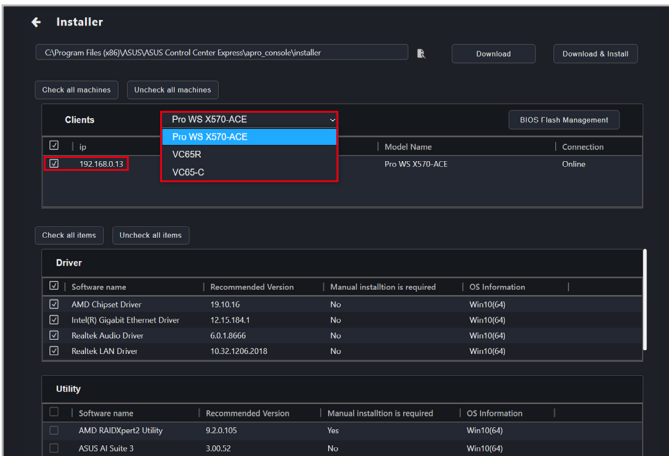 Installer
C:\Program Files (x86)\ASUS\ASUS Control Center Express\apro_console\installer
Download
Download & Install
Check all machines
Uncheck all machines
Clients
Pro WS X570-ACE
BIOS Flash Management
Pro WS X570-ACE
VC65R
VC65-C
ip
Model Name
Connection
192.168.0.13
Pro WS X570-ACE
Online
Check all items
Uncheck all items
Driver
Software name
Recommended Version
Manual installtion is required
OS Information
AMD Chipset Driver
19.10.16
No
Win10(64)
Intel(R) Gigabit Ethernet Driver
12.15.184.1
No
Win10(64)
Realtek Audio Driver
6.0.1.8666
No
Win10(64)
Realtek LAN Driver
10.32.1206.2018
No
Win10(64)
Utility
Software name
Recommended Version
Manual installtion is required
OS Information
AMD RAIDXpert2 Utility
9.2.0.105
Yes
Win10(64)
ASUS AI Suite 3
3.00.52
No
Win10(64)